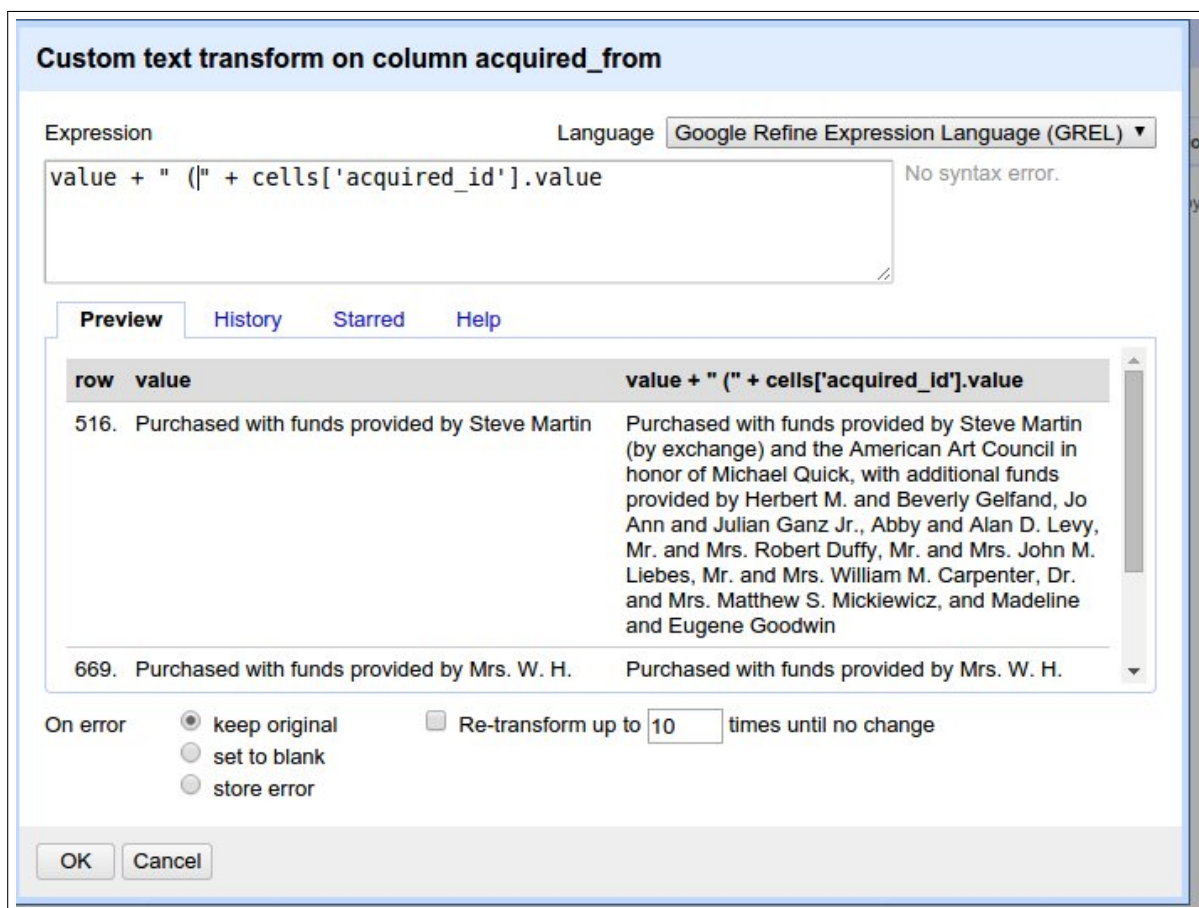 Custom text transform on column acquired_from
Expression
Language Google Refine Expression Language (GREL)
value + " (" + cells['acquired_id'].value
No syntax error.
Preview History Starred Help
row value value + " (" + cells['acquired_id'].value
516. Purchased with funds provided by Steve Martin Purchased with funds provided by Steve Martin
(by exchange) and the American Art Council in
honor of Michael Quick, with additional funds
provided by Herbert M. and Beverly Gelfand, Jo
Ann and Julian Ganz Jr., Abby and Alan D. Levy,
Mr. and Mrs. Robert Duffy, Mr. and Mrs. John M.
Liebes, Mr. and Mrs. William M. Carpenter, Dr.
and Mrs. Matthew S. Mickiewicz, and Madeline
and Eugene Goodwin
669. Purchased with funds provided by Mrs. W. H. Purchased with funds provided by Mrs. W. H.
On error keep original Re-transform up to 10 times until no change
set to blank
store error
OK Cancel